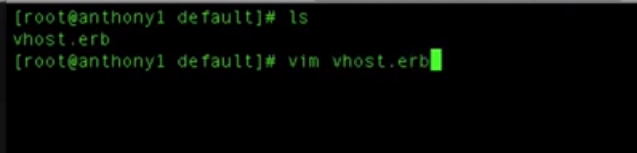 [root@anthony1 default]# ls
vhost.erb
[root@anthony1 default]# vim vhost.erb